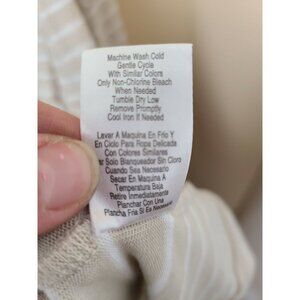 Machine Wash Cold
Gentle Cycle
With Similar Colors
Only Non-Chlorine Bleach
When Needed
Tumble Dry Low
Remove Promptly
Cool Iron If Needed
Levar A Maquina En Frio Y
En Ciclo Para Ropa Delicada
Con Colores Similares
ar Solo Blanqueador Sin Cloro
Cuando Sea Necesario
Secar En Maquina A
Temperatura Baja
Retire Inmediatamente
Planchar Con Una
Plancha Fria Si Es Necesario